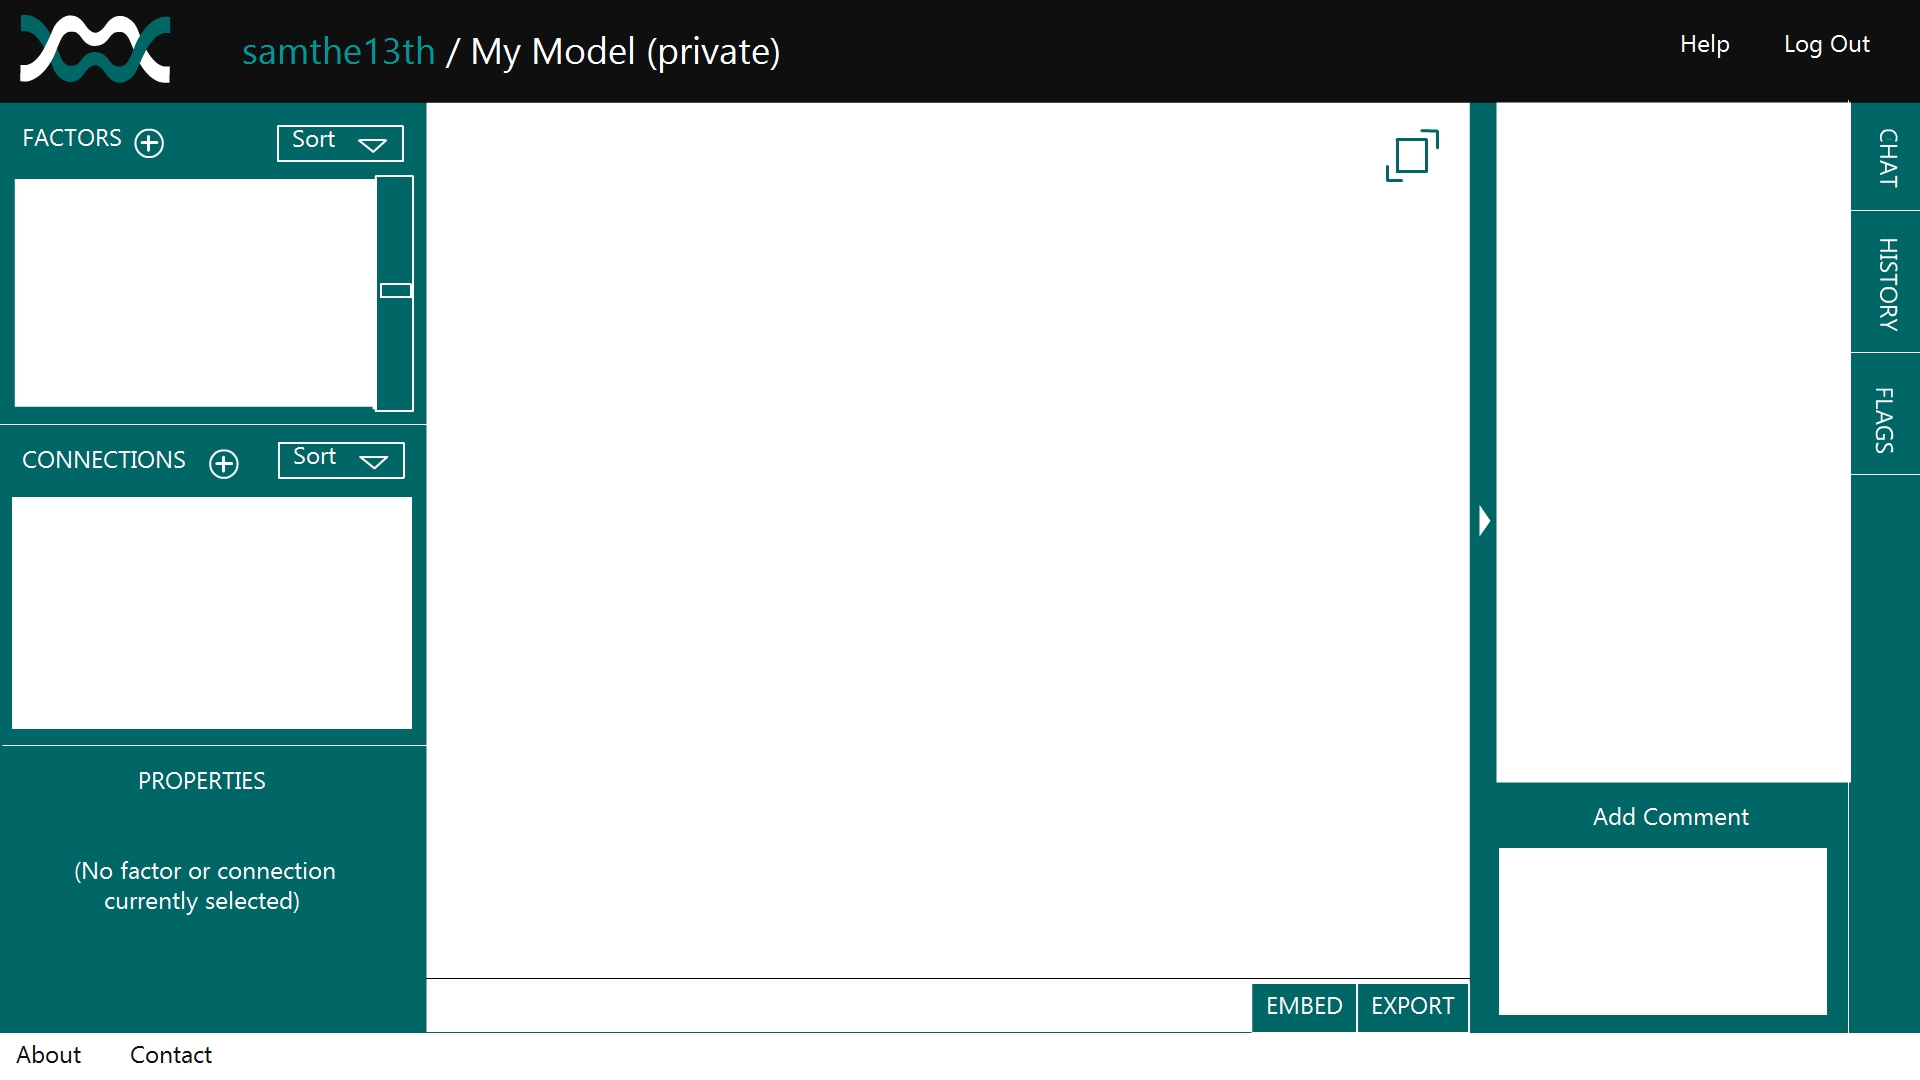 samthe13th / My Model (private)
Help
Log Out
FACTORS
Sort
CONNECTIONS
Sort
PROPERTIES
(No factor or connection
currently selected)
EMBED
EXPORT
CHAT
HISTORY
FLAGS
Add Comment
About
Contact